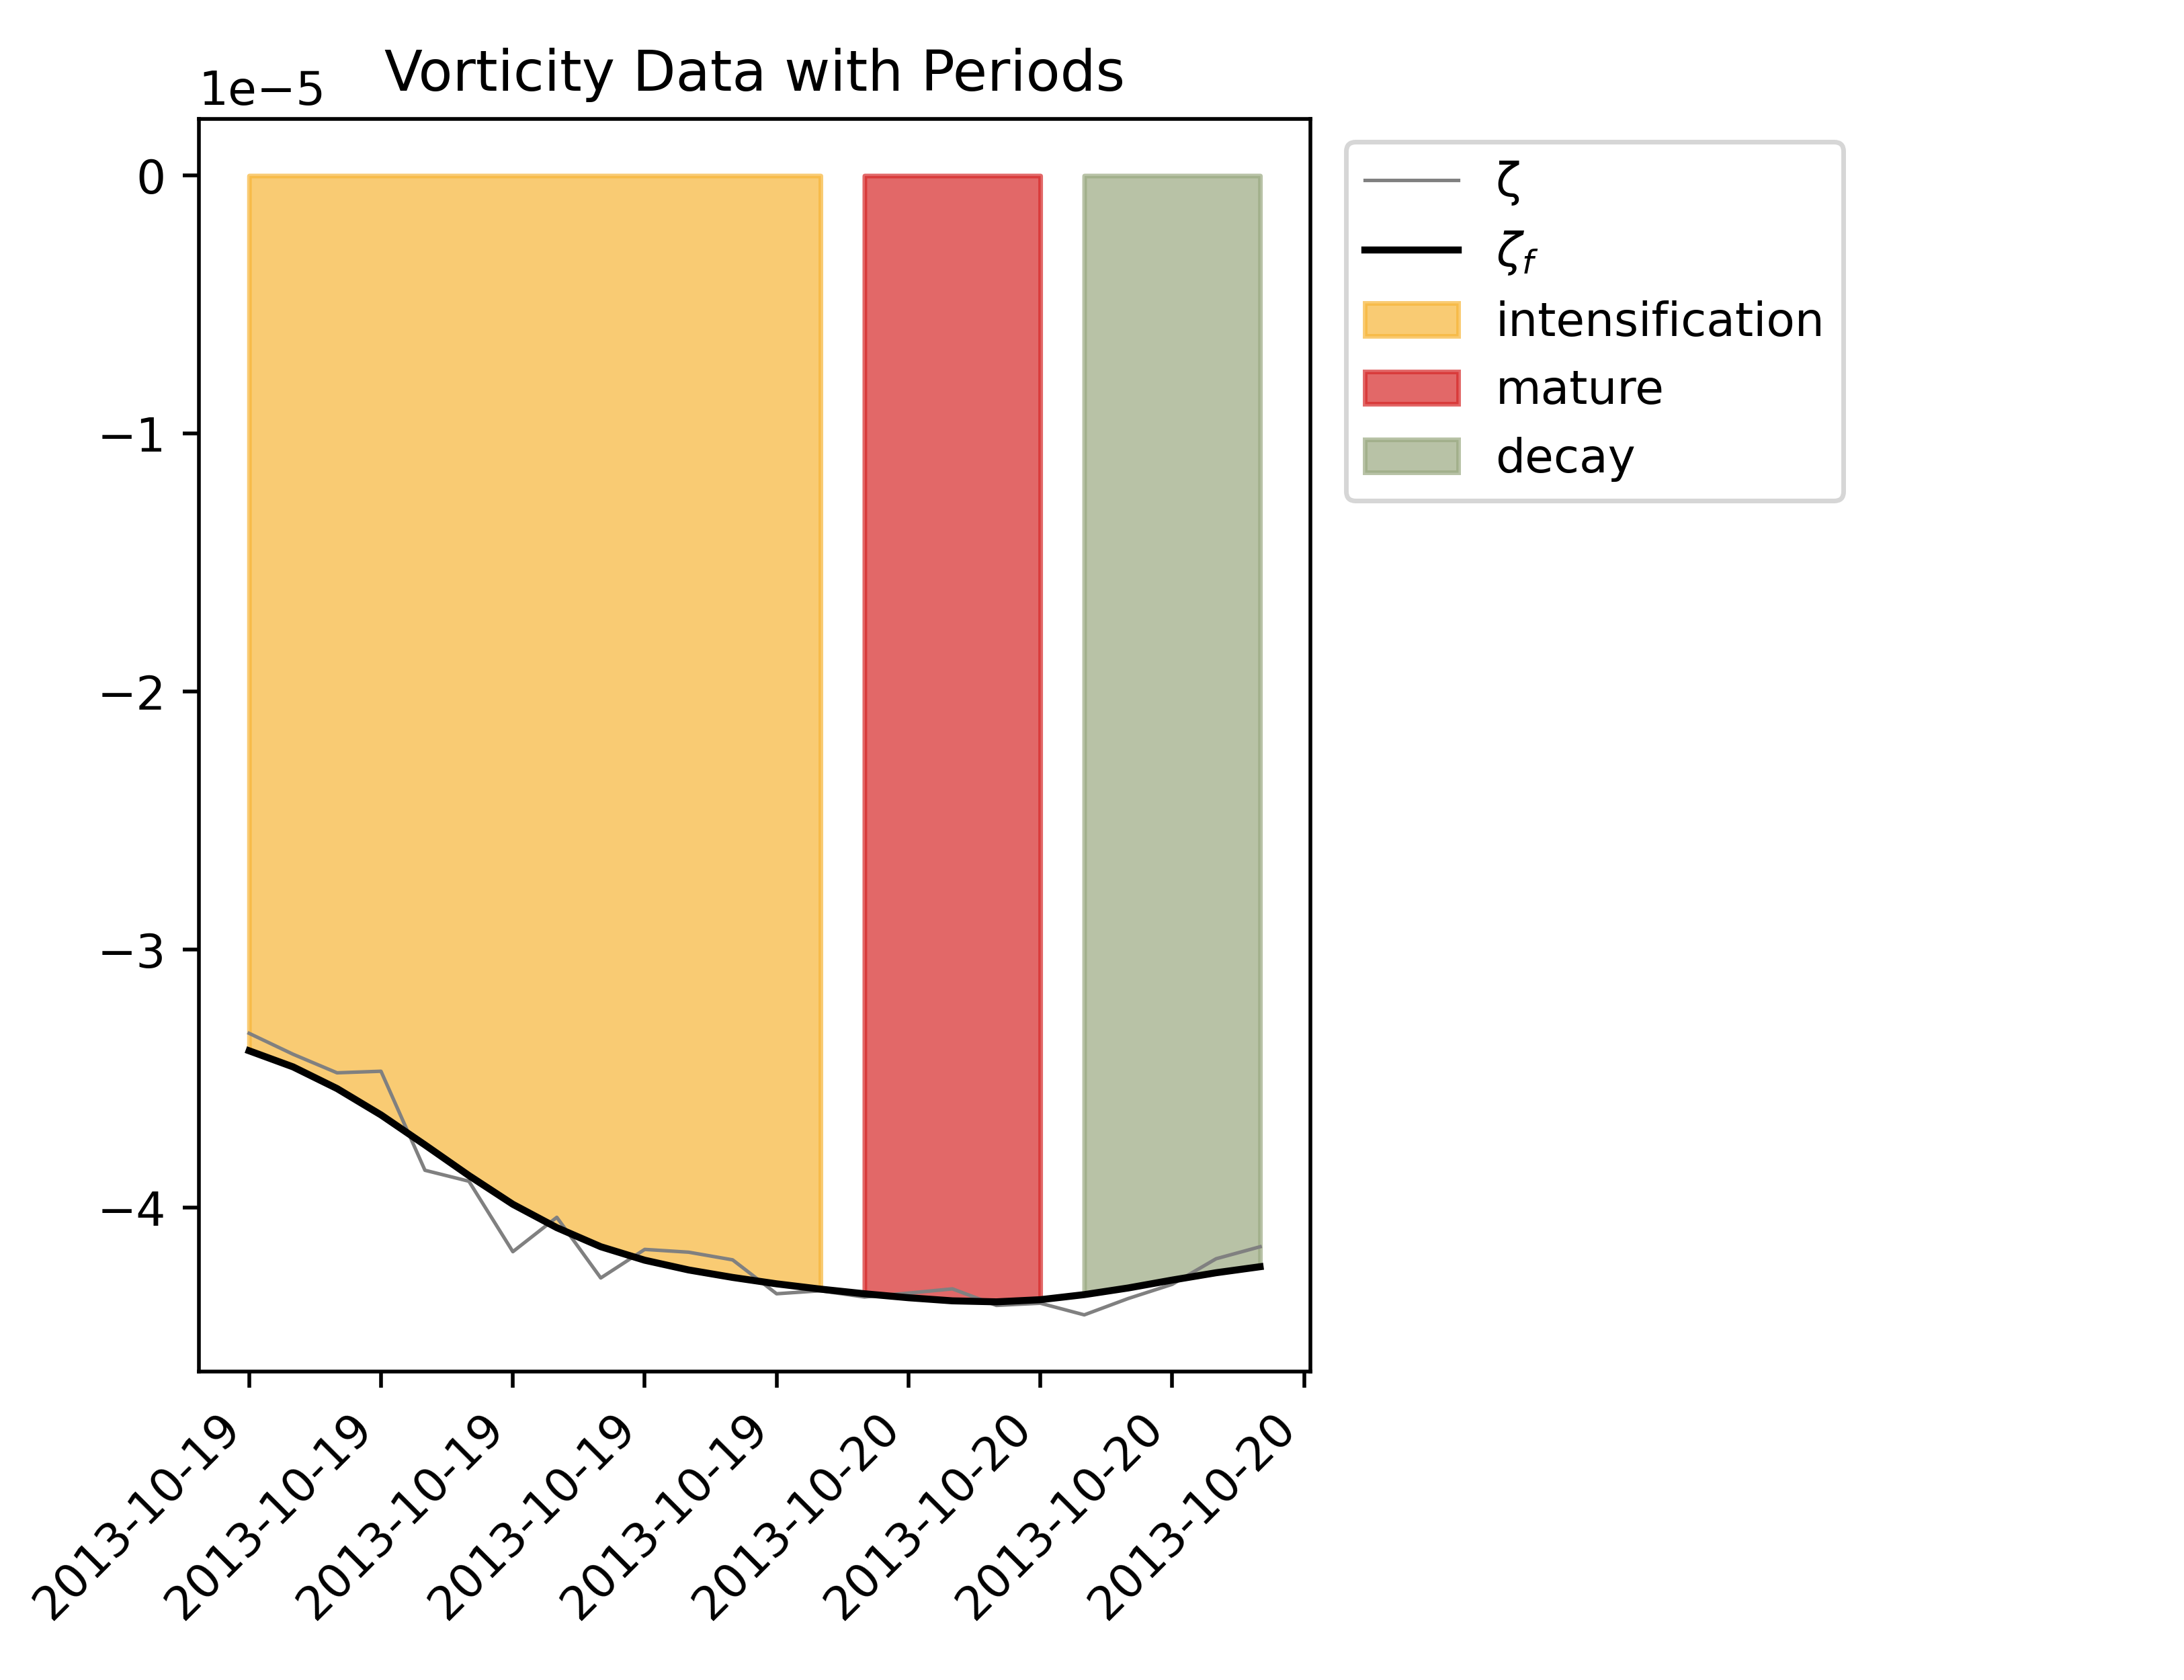 Vorticity Data with Periods
1e−5
0
−1
−2
−3
−4
2013-10-19
2013-10-19
2013-10-19
2013-10-19
2013-10-19
2013-10-20
2013-10-20
2013-10-20
2013-10-20
ζ
ζf
intensification
mature
decay